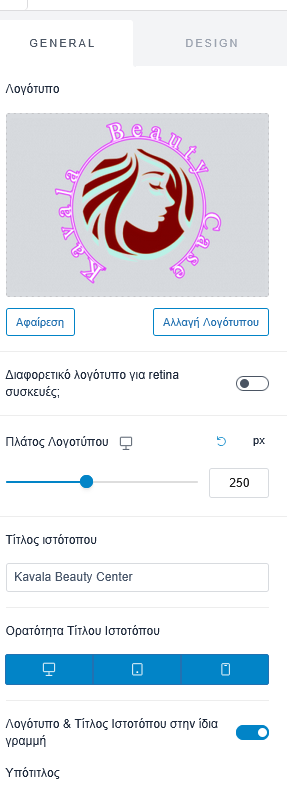 GENERAL DESIGN
Λογότυπο
Kavala Beauty Case
Αφαίρεση Αλλαγή Λογότυπου
Διαφορετικό λογότυπο για retina
συσκευές;
Πλάτος Λογοτύπου px
250
Τίτλος ιστότοπου
Kavala Beauty Center
Ορατότητα Τίτλου Ιστοτόπου
Λογότυπο & Τίτλος Ιστοτόπου στην ίδια
γραμμή
Υπότιτλος